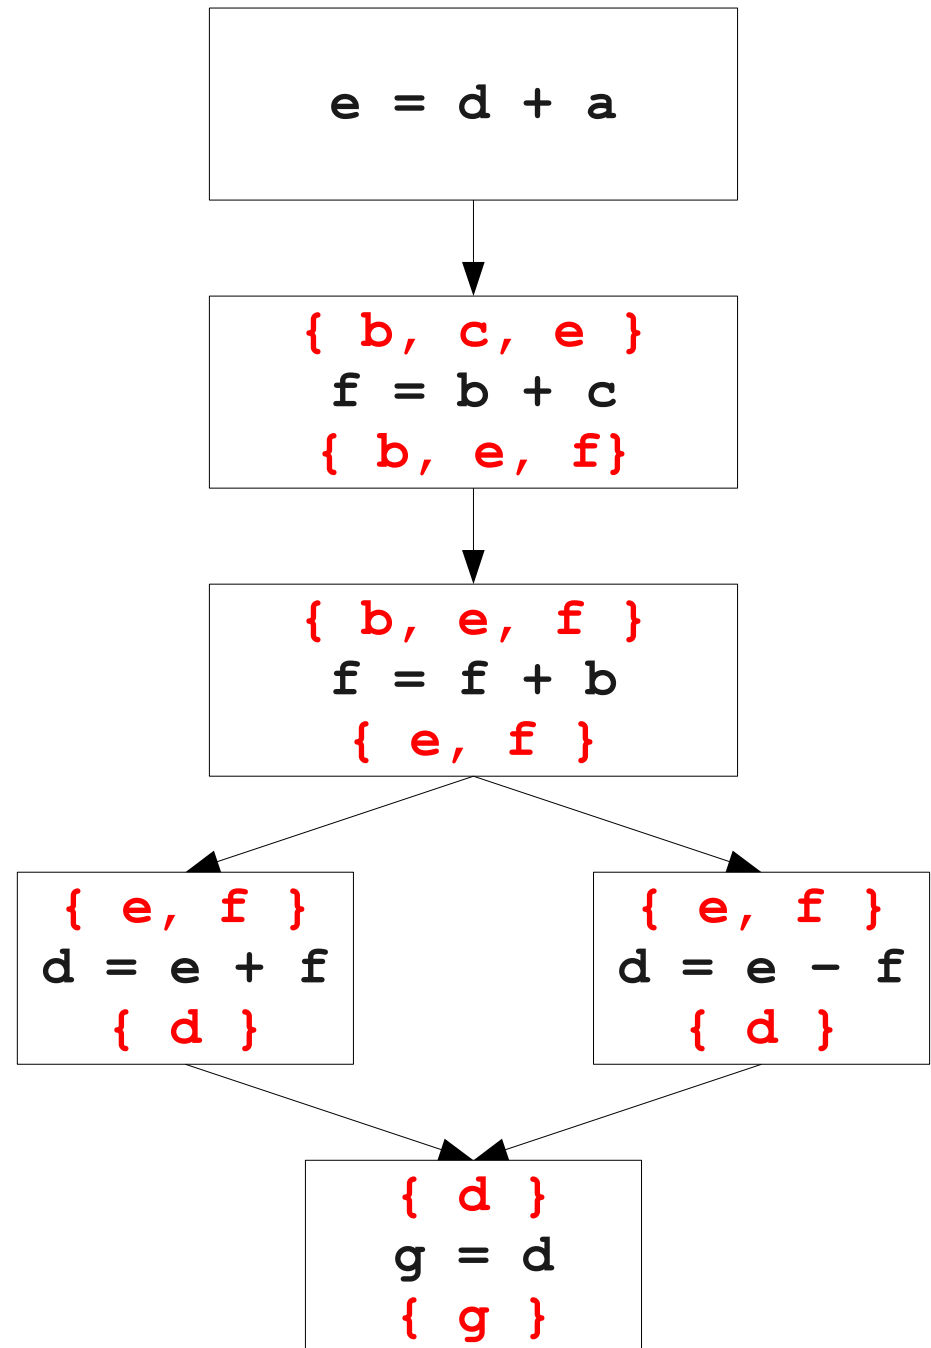 e = d + a
{ b, c, e }
f = b + c
{ b, e, f}
{ b, e, f }
f = f + b
{ e, f }
{ e, f }
d = e + f
{ d }
{ e, f }
d = e - f
{ d }
{ d }
g = d
{ g }